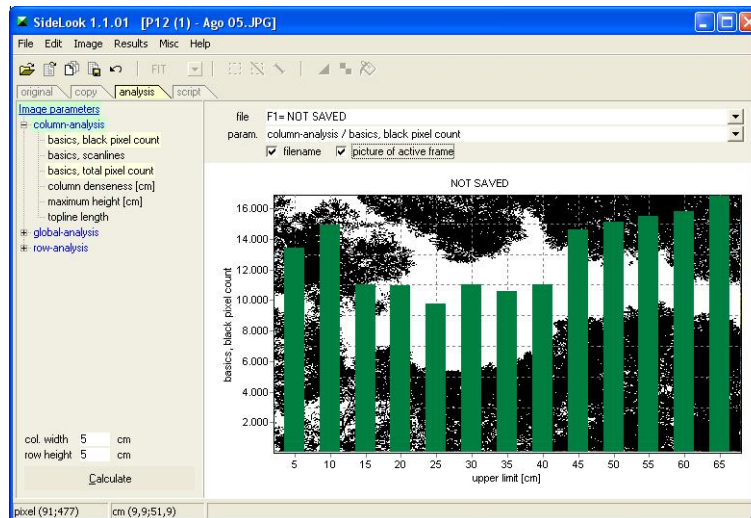 SideLook 1.1.01 [P12 (1) - Ago 05.JPG]
File Edit Image Results Misc Help
FIT
original copy analysis script
Image parameters
column-analysis
basics, black pixel count
basics, scanlines
basics, total pixel count
column denseness [cm]
maximum height [cm]
topline length
global-analysis
row-analysis
col. width 5 cm
row height 5 cm
Calculate
file F1= NOT SAVED
param. column-analysis / basics, black pixel count
filename picture of active frame
NOT SAVED
basics, black pixel count
16.000
14.000
12.000
10.000
8.000
6.000
4.000
2.000
5 10 15 20 25 30 35 40 45 50 55 60 65
upper limit [cm]
pixel (91;477) cm (9,9;51,9)